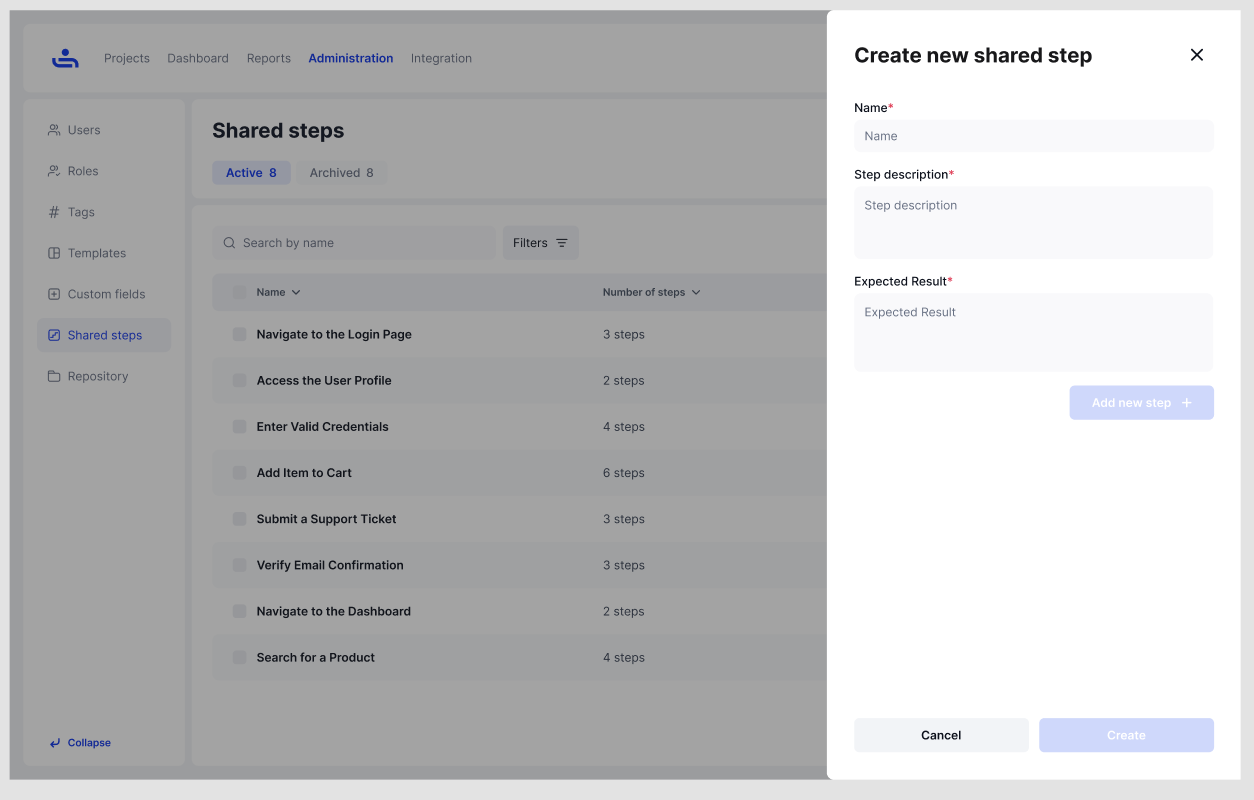 Projects Dashboard Reports Administration Integration
Users
Roles
Tags
Templates
Custom fields
Shared steps
Repository
Collapse
Shared steps
Active 8 Archived 8
Search by name Filters
Name Number of steps
Navigate to the Login Page 3 steps
Access the User Profile 2 steps
Enter Valid Credentials 4 steps
Add Item to Cart 6 steps
Submit a Support Ticket 3 steps
Verify Email Confirmation 3 steps
Navigate to the Dashboard 2 steps
Search for a Product 4 steps
Create new shared step
Name*
Name
Step description*
Step description
Expected Result*
Expected Result
Add new step +
Cancel Create